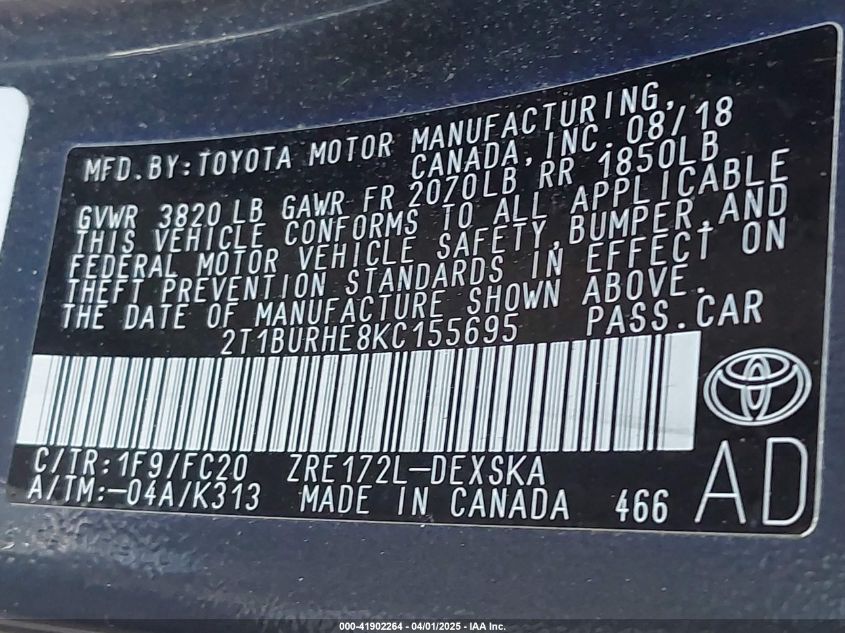 MFD.BY:TOYOTA MOTOR MANUFACTURING,
CANADA, INC. 08/18
GVWR 3820 LB GAWR FR 2070LB RR 1850LB
THIS VEHICLE CONFORMS TO ALL APPLICABLE
FEDERAL MOTOR VEHICLE SAFETY, BUMPER, AND
THEFT PREVENTION STANDARDS IN EFFECT ON
THE DATE OF MANUFACTURE SHOWN ABOVE.
2T1BURHE8KC155695 PASS.CAR
C/TR:1F9/FC20 ZRE172L-DEXSKA
A/TM:-04A/K313 MADE IN CANADA 466 AD
000-41902264 - 04/01/2025 - IAA Inc.